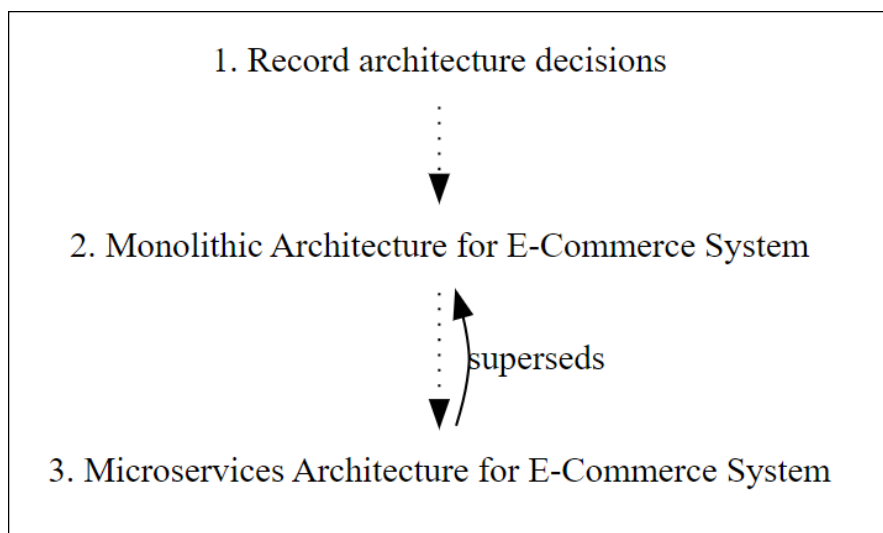 1. Record architecture decisions
2. Monolithic Architecture for E-Commerce System
superseds
3. Microservices Architecture for E-Commerce System